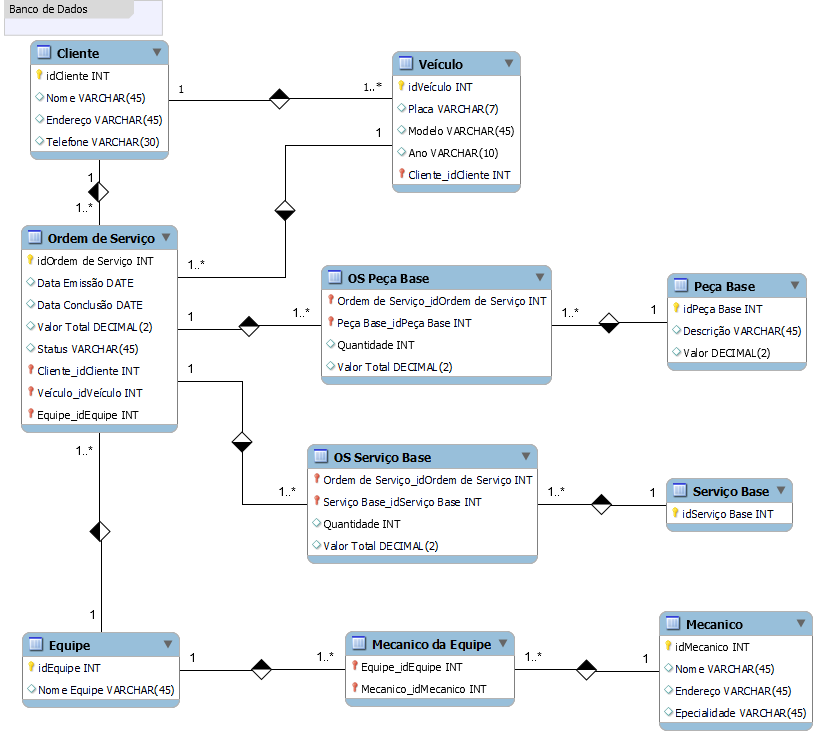 Banco de Dados
Cliente
idCliente INT
Nome VARCHAR(45)
Endereço VARCHAR(45)
Telefone VARCHAR(30)
1
1..*
Veículo
idVeículo INT
Placa VARCHAR(7)
Modelo VARCHAR(45)
Ano VARCHAR(10)
Cliente_idCliente INT
1
1
1..*
Ordem de Serviço
idOrdem de Serviço INT
Data Emissão DATE
Data Conclusão DATE
Valor Total DECIMAL(2)
Status VARCHAR(45)
Cliente_idCliente INT
Veículo_idVeículo INT
Equipe_idEquipe INT
1..*
1
1..*
OS Peça Base
Ordem de Serviço_idOrdem de Serviço INT
Peça Base_idPeça Base INT
Quantidade INT
Valor Total DECIMAL(2)
1..*
1
Peça Base
idPeça Base INT
Descrição VARCHAR(45)
Valor DECIMAL(2)
1
1..*
OS Serviço Base
Ordem de Serviço_idOrdem de Serviço INT
Serviço Base_idServiço Base INT
Quantidade INT
Valor Total DECIMAL(2)
1..*
1
Serviço Base
idServiço Base INT
1..*
1
Equipe
idEquipe INT
Nome Equipe VARCHAR(45)
1
1..*
Mecanico da Equipe
Equipe_idEquipe INT
Mecanico_idMecanico INT
1..*
1
Mecanico
idMecanico INT
Nome VARCHAR(45)
Endereço VARCHAR(45)
Epecialidade VARCHAR(45)